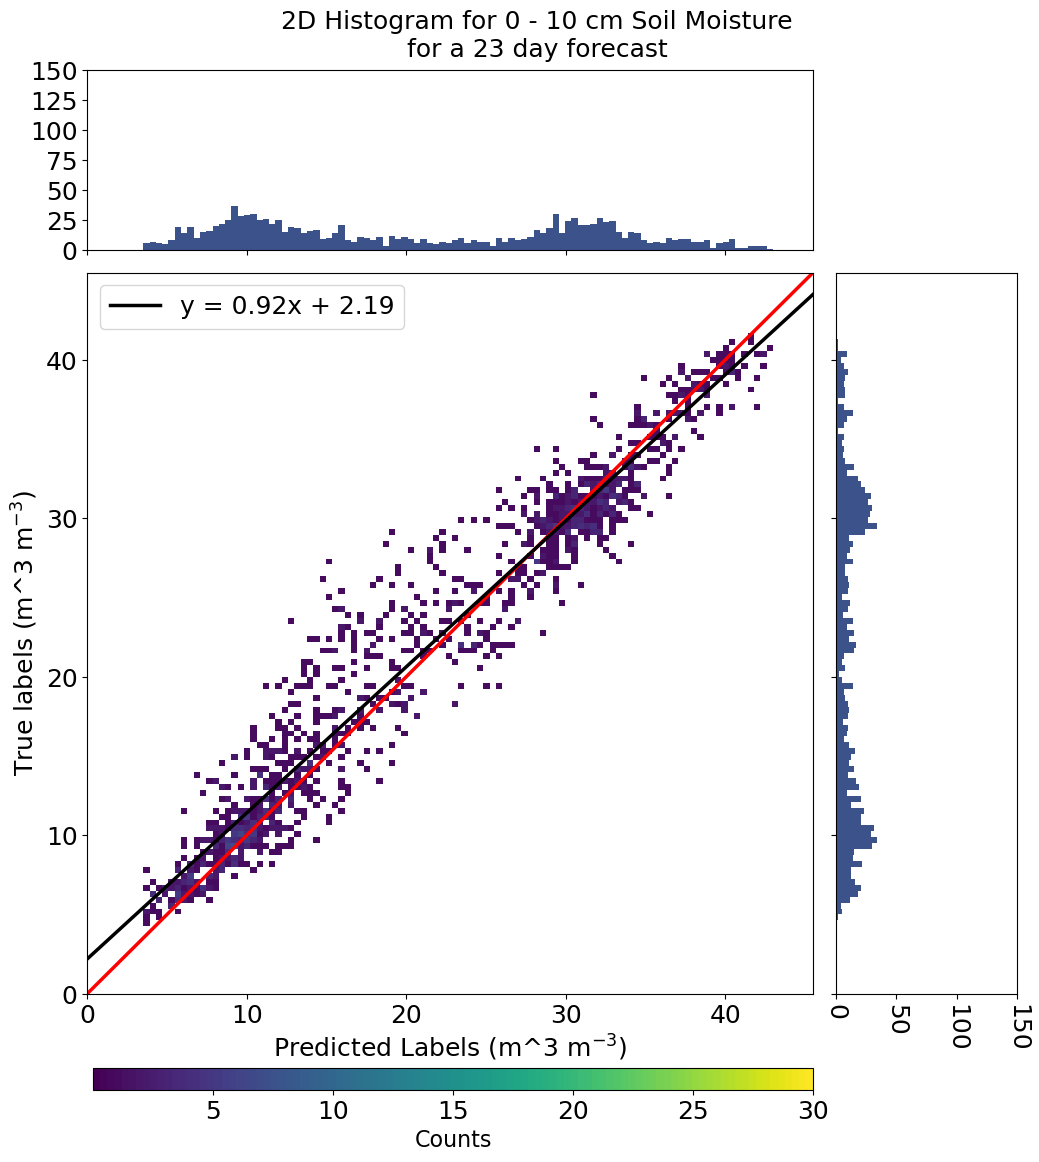 2D Histogram for 0 - 10 cm Soil Moisture
for a 23 day forecast
150
125
100
75
50
25
0
y = 0.92x + 2.19
40
30
20
10
0
True labels (m^3 m⁻³)
0 10 20 30 40
Predicted Labels (m^3 m⁻³)
0 50 100 150
5 10 15 20 25 30
Counts